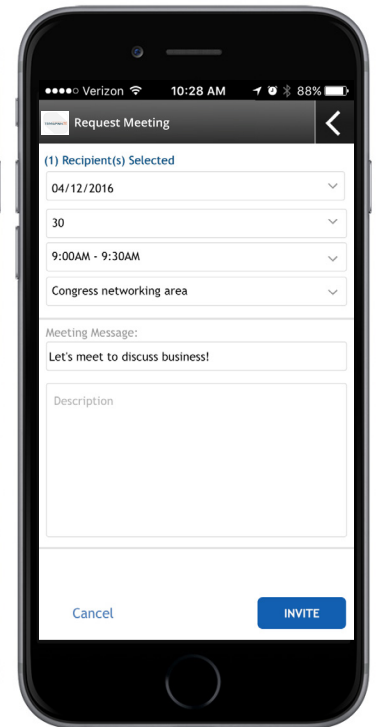 Verizon 10:28 AM 88%
Request Meeting
(1) Recipient(s) Selected
04/12/2016
30
9:00AM - 9:30AM
Congress networking area
Meeting Message:
Let's meet to discuss business!
Description
Cancel INVITE